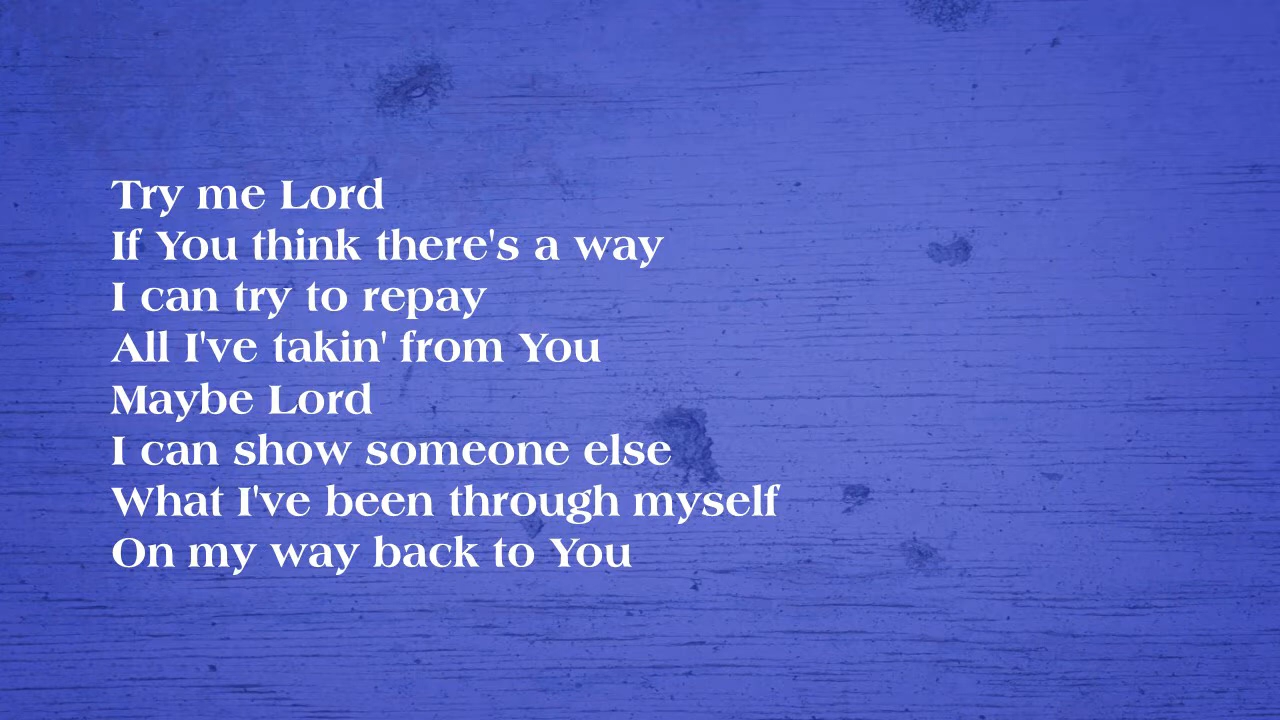 Try me Lord
If You think there's a way
I can try to repay
All I've takin' from You
Maybe Lord
I can show someone else
What I've been through myself
On my way back to You